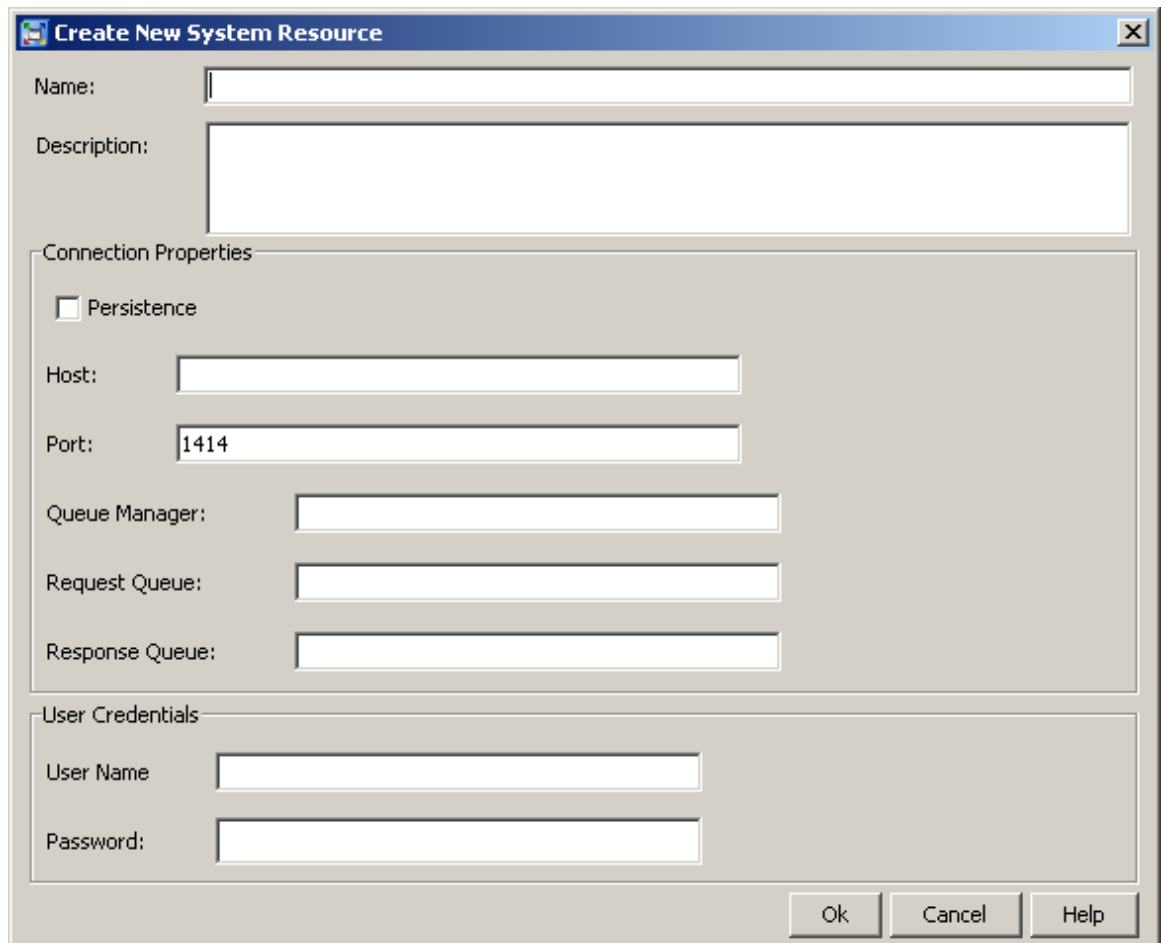 Create New System Resource
Name:
Description:
Connection Properties
Persistence
Host:
Port: 1414
Queue Manager:
Request Queue:
Response Queue:
User Credentials
User Name
Password:
Ok Cancel Help